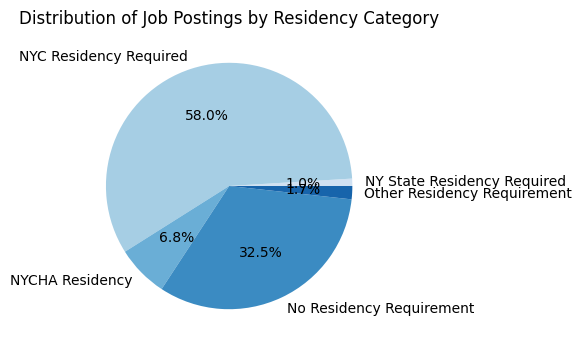 Distribution of Job Postings by Residency Category
NYC Residency Required
58.0%
1.0%
NY State Residency Required
1.7%
Other Residency Requirement
6.8%
32.5%
NYCHA Residency
No Residency Requirement